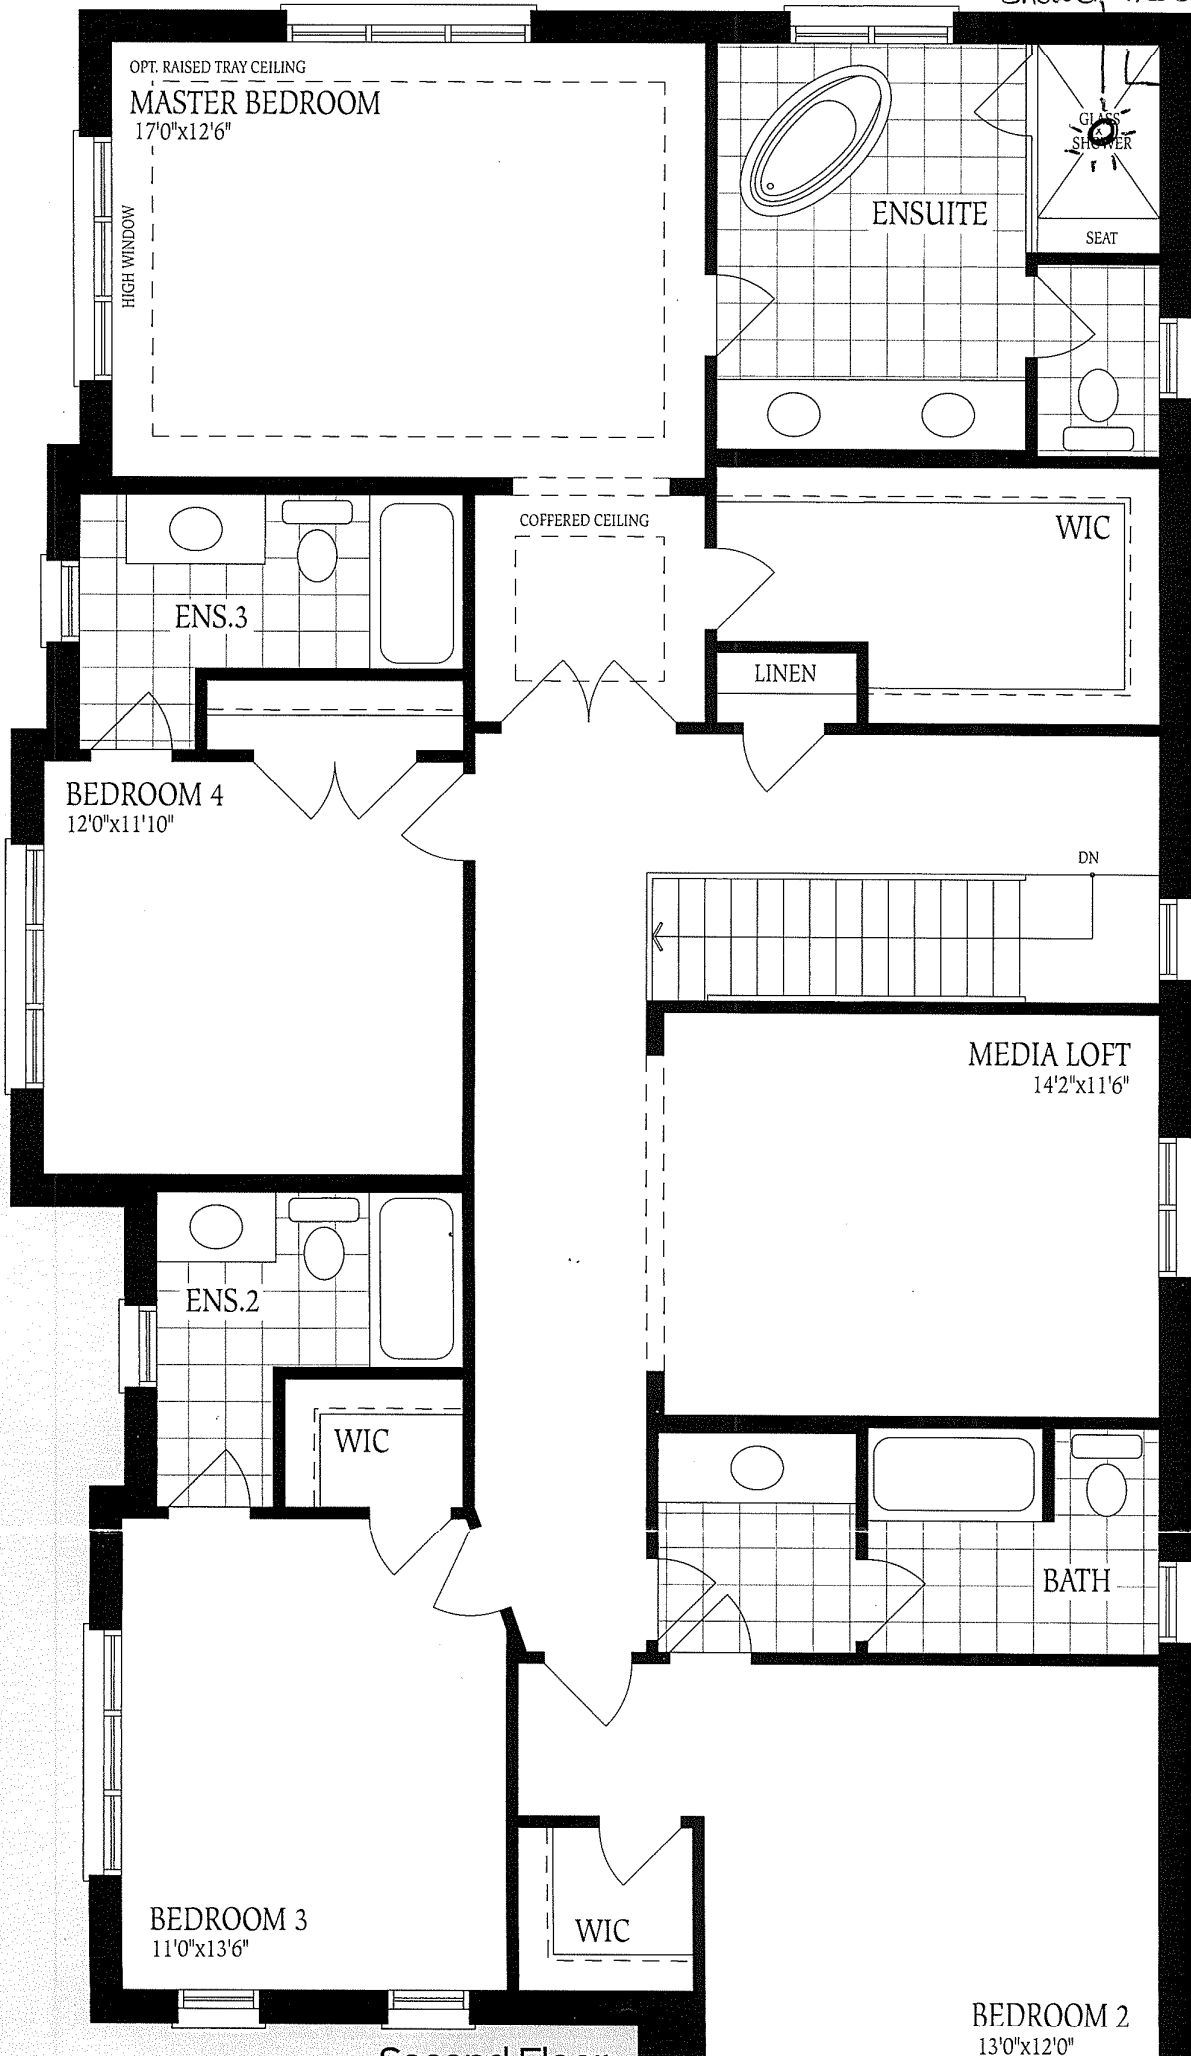 OPT. RAISED TRAY CEILING
MASTER BEDROOM
17'0"x12'6"
HIGH WINDOW
ENSUITE
GLASS
SHOWER
SEAT
COFFERED CEILING
WIC
ENS.3
LINEN
BEDROOM 4
12'0"x11'10"
DN
MEDIA LOFT
14'2"x11'6"
ENS.2
WIC
BATH
BEDROOM 3
11'0"x13'6"
WIC
BEDROOM 2
13'0"x12'0"
Second Floor